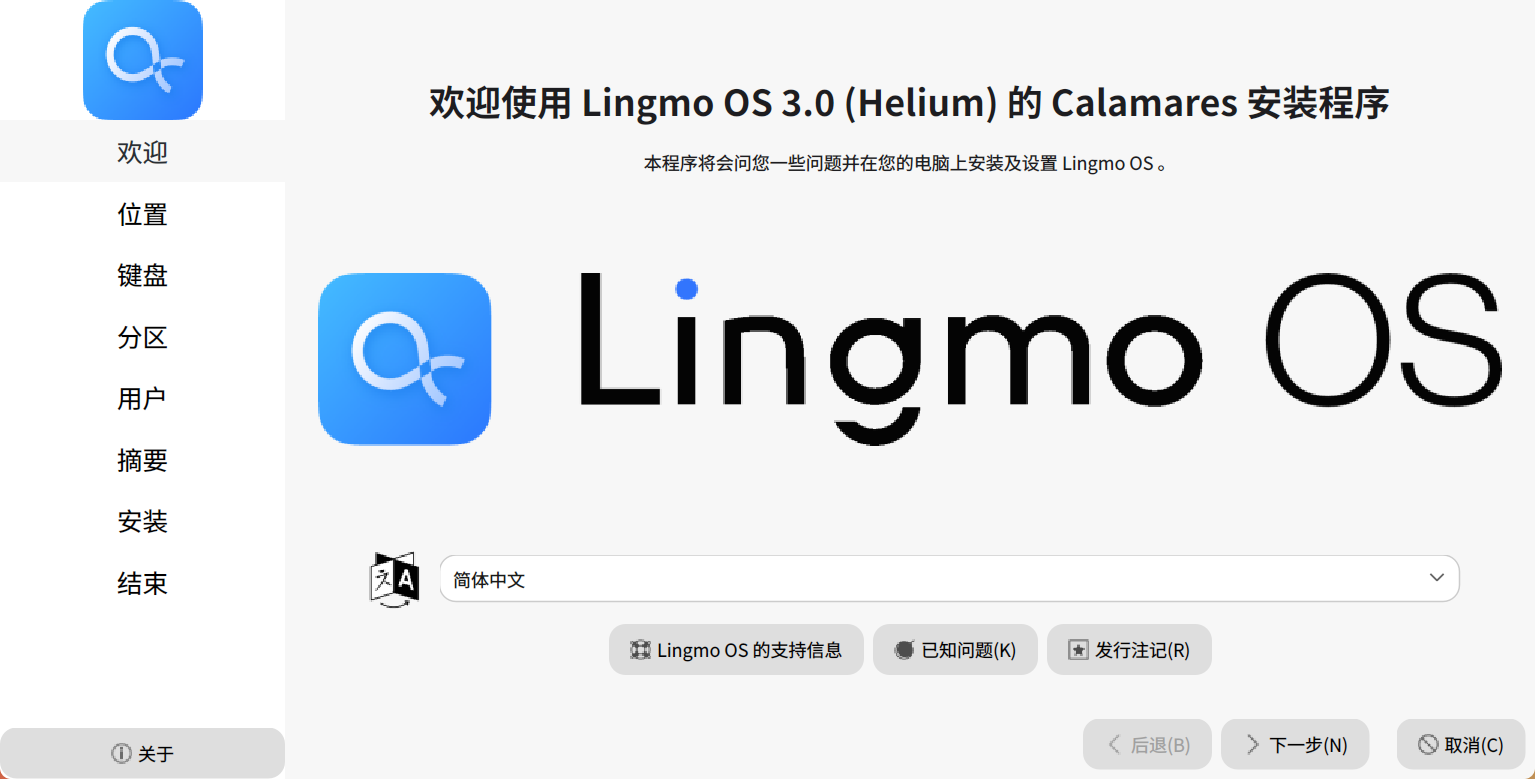 欢迎
位置
键盘
分区
用户
摘要
安装
结束
关于
欢迎使用 Lingmo OS 3.0 (Helium) 的 Calamares 安装程序
本程序将会问您一些问题并在您的电脑上安装及设置 Lingmo OS 。
Lingmo OS
文 A
简体中文
Lingmo OS 的支持信息
已知问题(K)
发行注记(R)
后退(B)
下一步(N)
取消(C)